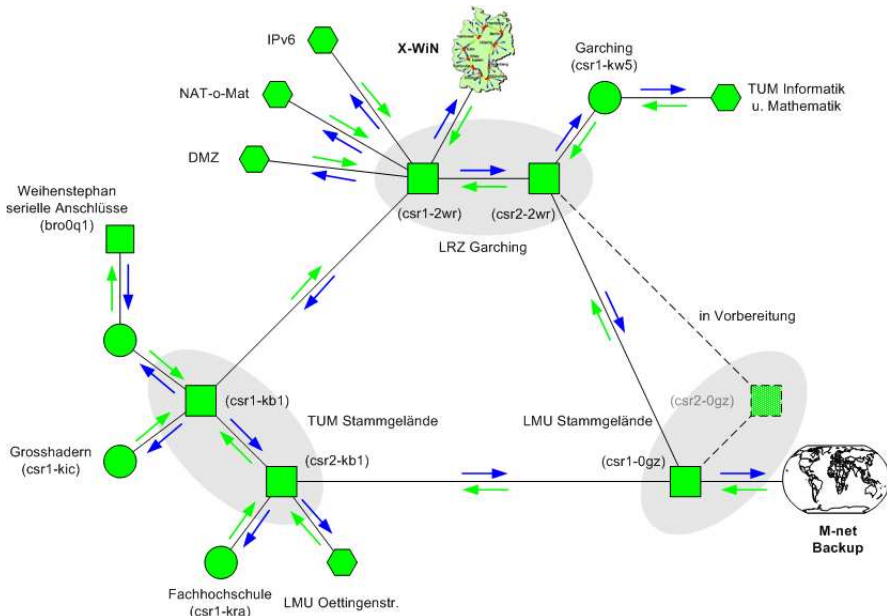 IPv6
X-WiN
Garching
(csr1-kw5)
NAT-o-Mat
TUM Informatik
u. Mathematik
DMZ
Weihenstephan
serielle Anschlüsse
(bro0q1)
(csr1-2wr)
(csr2-2wr)
LRZ Garching
in Vorbereitung
(csr1-kb1)
TUM Stammgelände
LMU Stammgelände
(csr2-0gz)
Grosshadern
(csr1-kic)
(csr2-kb1)
(csr1-0gz)
M-net
Backup
Fachhochschule
(csr1-kra)
LMU Oettingenstr.